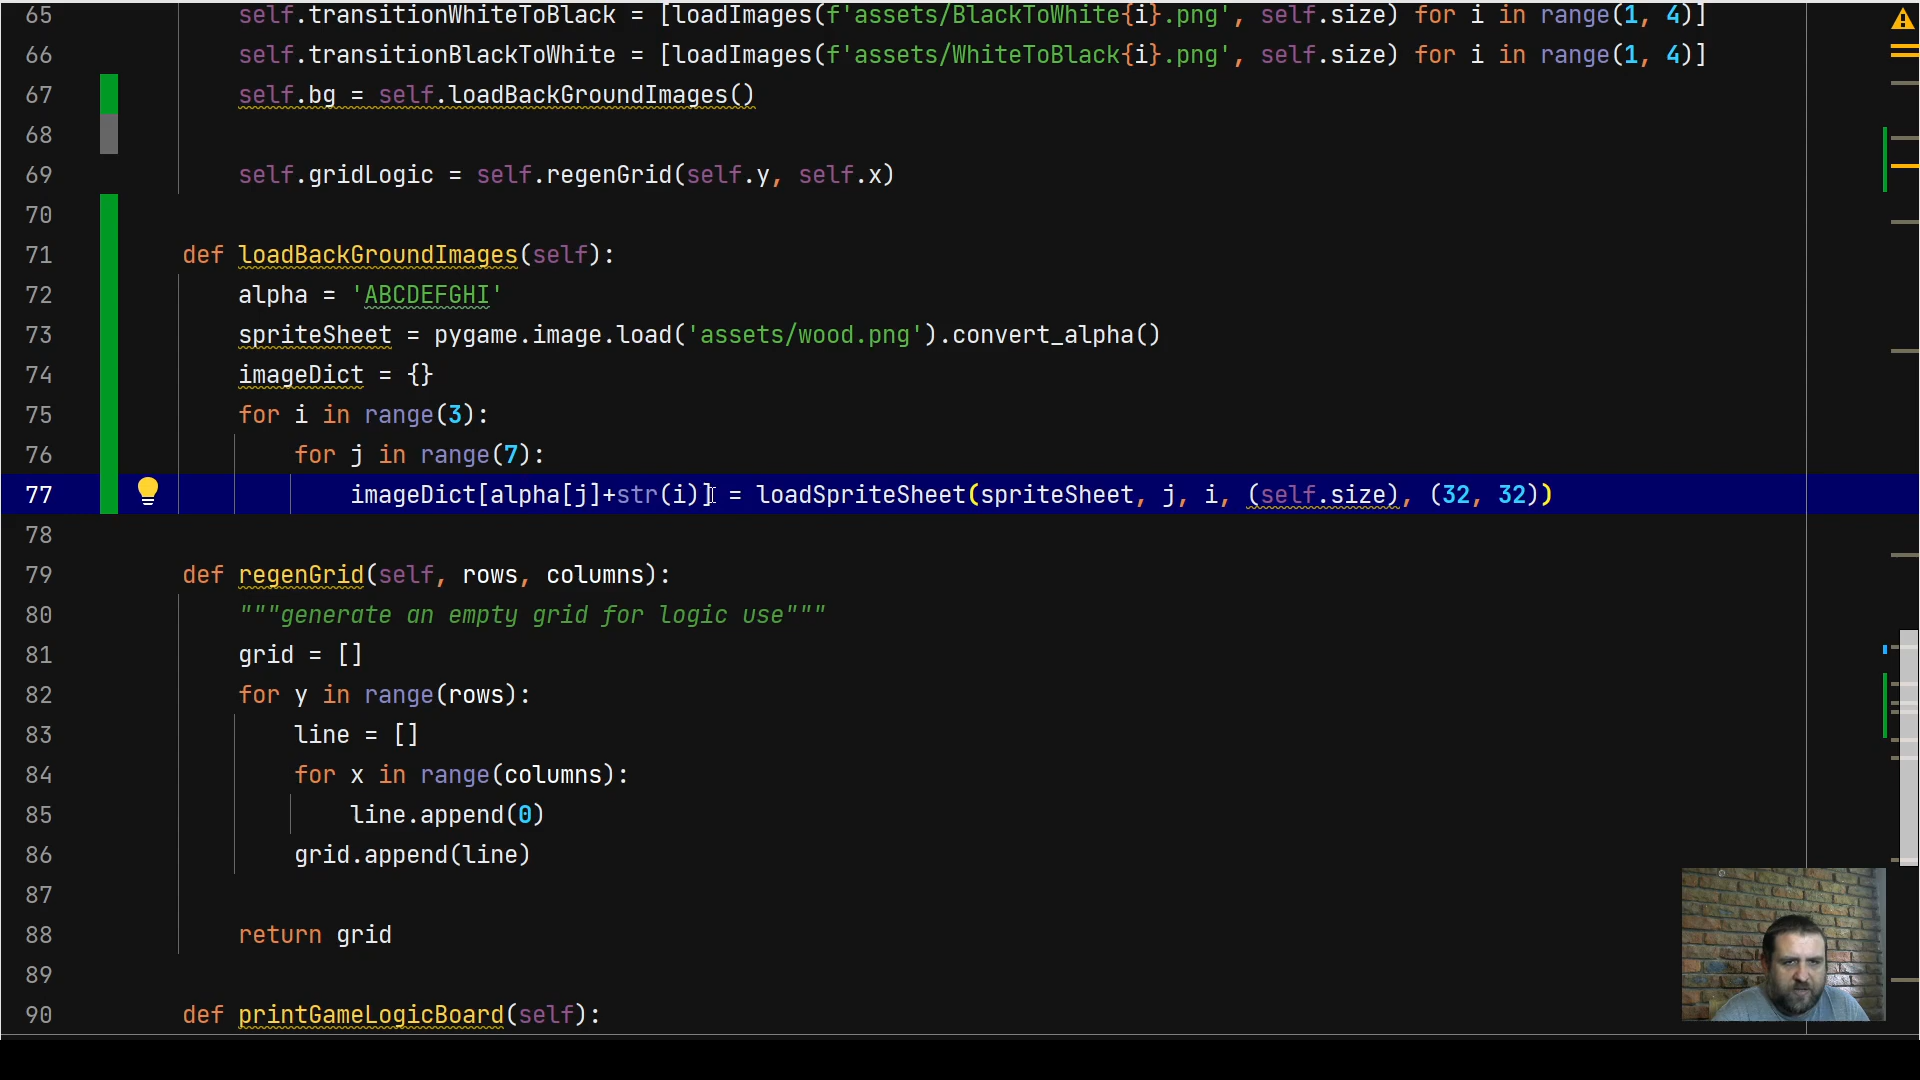 65 self.transitionWhiteToBlack = [loadImages(f'assets/BlackToWhite{i}.png', self.size) for i in range(1, 4)]
66 self.transitionBlackToWhite = [loadImages(f'assets/WhiteToBlack{i}.png', self.size) for i in range(1, 4)]
67 self.bg = self.loadBackGroundImages()
68
69 self.gridLogic = self.regenGrid(self.y, self.x)
70
71 def loadBackGroundImages(self):
72 alpha = 'ABCDEFGHI'
73 spriteSheet = pygame.image.load('assets/wood.png').convert_alpha()
74 imageDict = {}
75 for i in range(3):
76 for j in range(7):
77 imageDict[alpha[j]+str(i)] = loadSpriteSheet(spriteSheet, j, i, (self.size), (32, 32))
78
79 def regenGrid(self, rows, columns):
80 """generate an empty grid for logic use"""
81 grid = []
82 for y in range(rows):
83 line = []
84 for x in range(columns):
85 line.append(0)
86 grid.append(line)
87
88 return grid
89
90 def printGameLogicBoard(self):